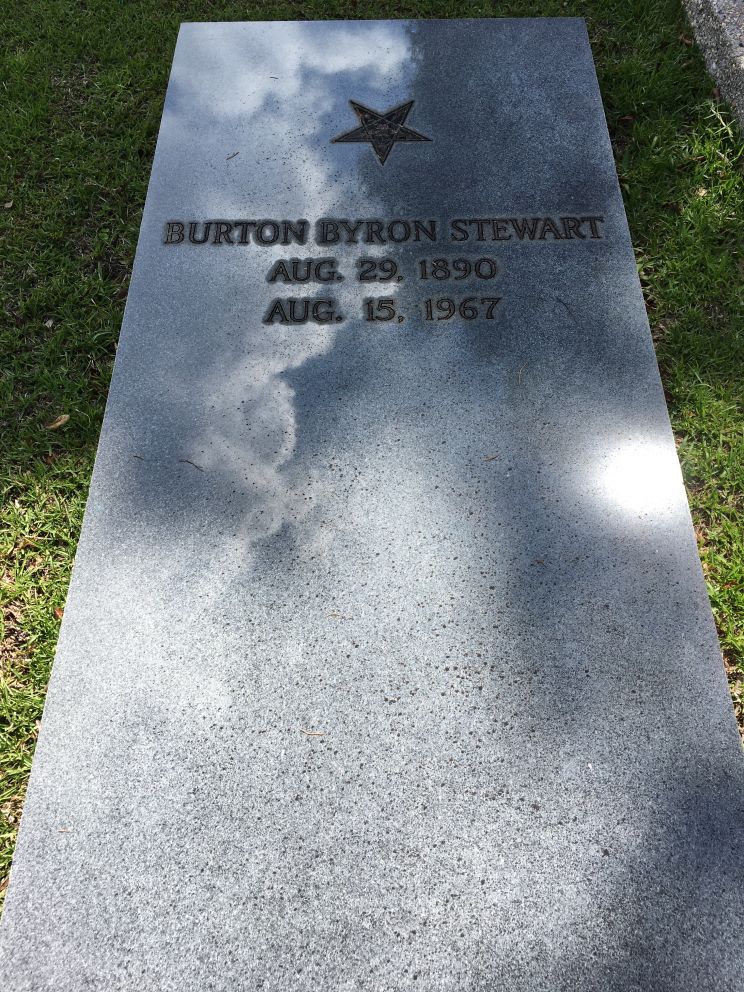 BURTON BYRON STEWART
AUG. 29, 1890
AUG. 15, 1967